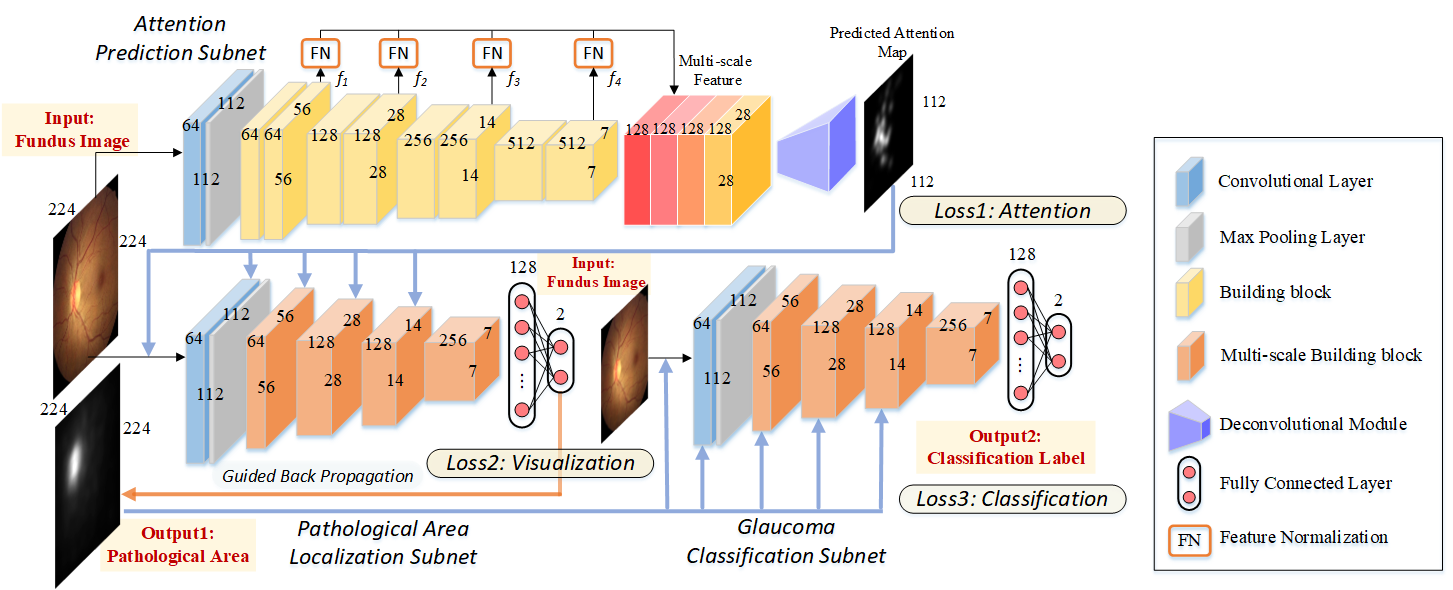 Attention
Prediction Subnet
FN
FN
FN
FN
f1
f2
f3
f4
Predicted Attention
Map
Multi-scale
Feature
Input:
Fundus Image
64
112
112
64
64
56
56
128
128
28
28
256
256
14
14
512
512
7
7
128
128
128
128
28
28
112
112
Loss1: Attention
224
224
64
112
112
64
56
56
128
28
28
128
14
14
256
7
7
128
2
Input:
Fundus Image
64
112
112
64
56
56
128
28
28
128
14
14
256
7
7
128
2
224
224
Guided Back Propagation
Loss2: Visualization
Output2:
Classification Label
Loss3: Classification
Output1:
Pathological Area
Pathological Area
Localization Subnet
Glaucoma
Classification Subnet
Convolutional Layer
Max Pooling Layer
Building block
Multi-scale Building block
Deconvolutional Module
Fully Connected Layer
FN
Feature Normalization